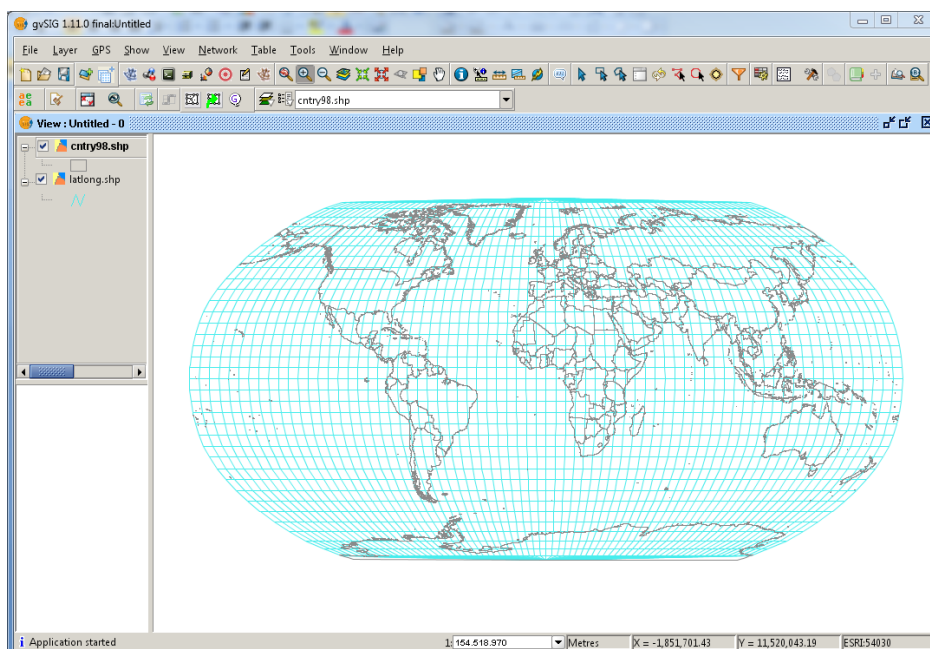 gvSIG 1.11.0 final:Untitled
File Layer GPS Show View Network Table Tools Window Help
cntry98.shp
View : Untitled - 0
cntry98.shp
latlong.shp
Application started 1: 154.518.970 Metres X = -1,851,701.43 Y = 11,520,043.19 ESRI:54030